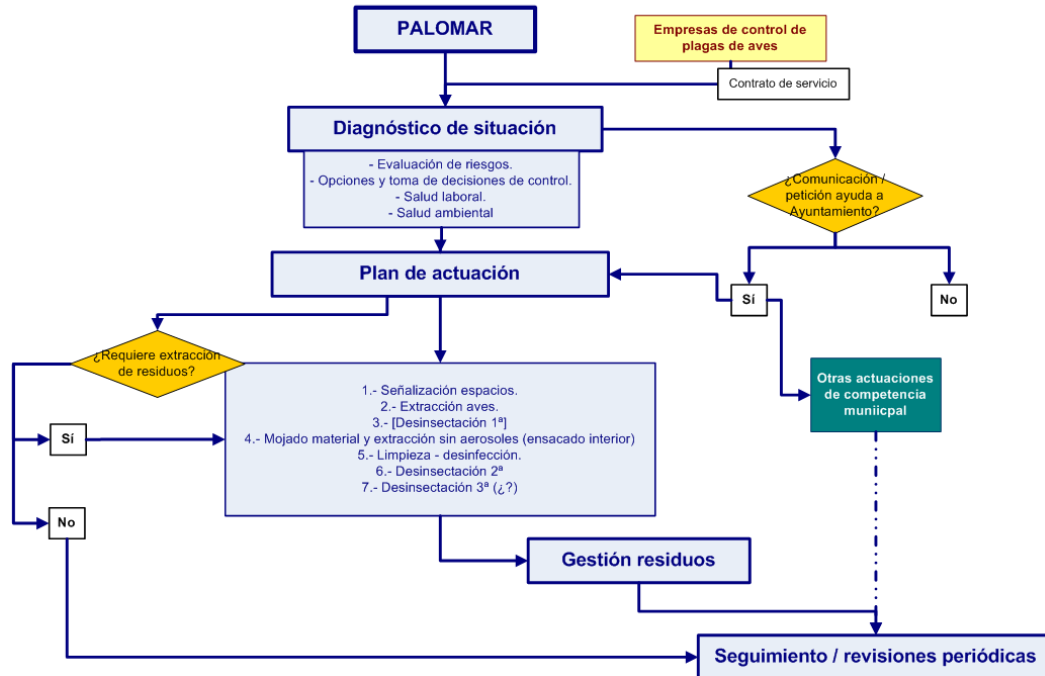 PALOMAR
Empresas de control de
plagas de aves
Contrato de servicio
Diagnóstico de situación
- Evaluación de riesgos.
- Opciones y toma de decisiones de control.
- Salud laboral.
- Salud ambiental
¿Comunicación /
petición ayuda a
Ayuntamiento?
Plan de actuación
Sí
No
¿Requiere extracción
de residuos?
1.- Señalización espacios.
2.- Extracción aves.
3.- [Desinsectación 1ª]
4.- Mojado material y extracción sin aerosoles (ensacado interior)
5.- Limpieza - desinfección.
6.- Desinsectación 2ª
7.- Desinsectación 3ª (¿?)
Otras actuaciones
de competencia
muniicpal
Sí
No
Gestión residuos
Seguimiento / revisiones periódicas